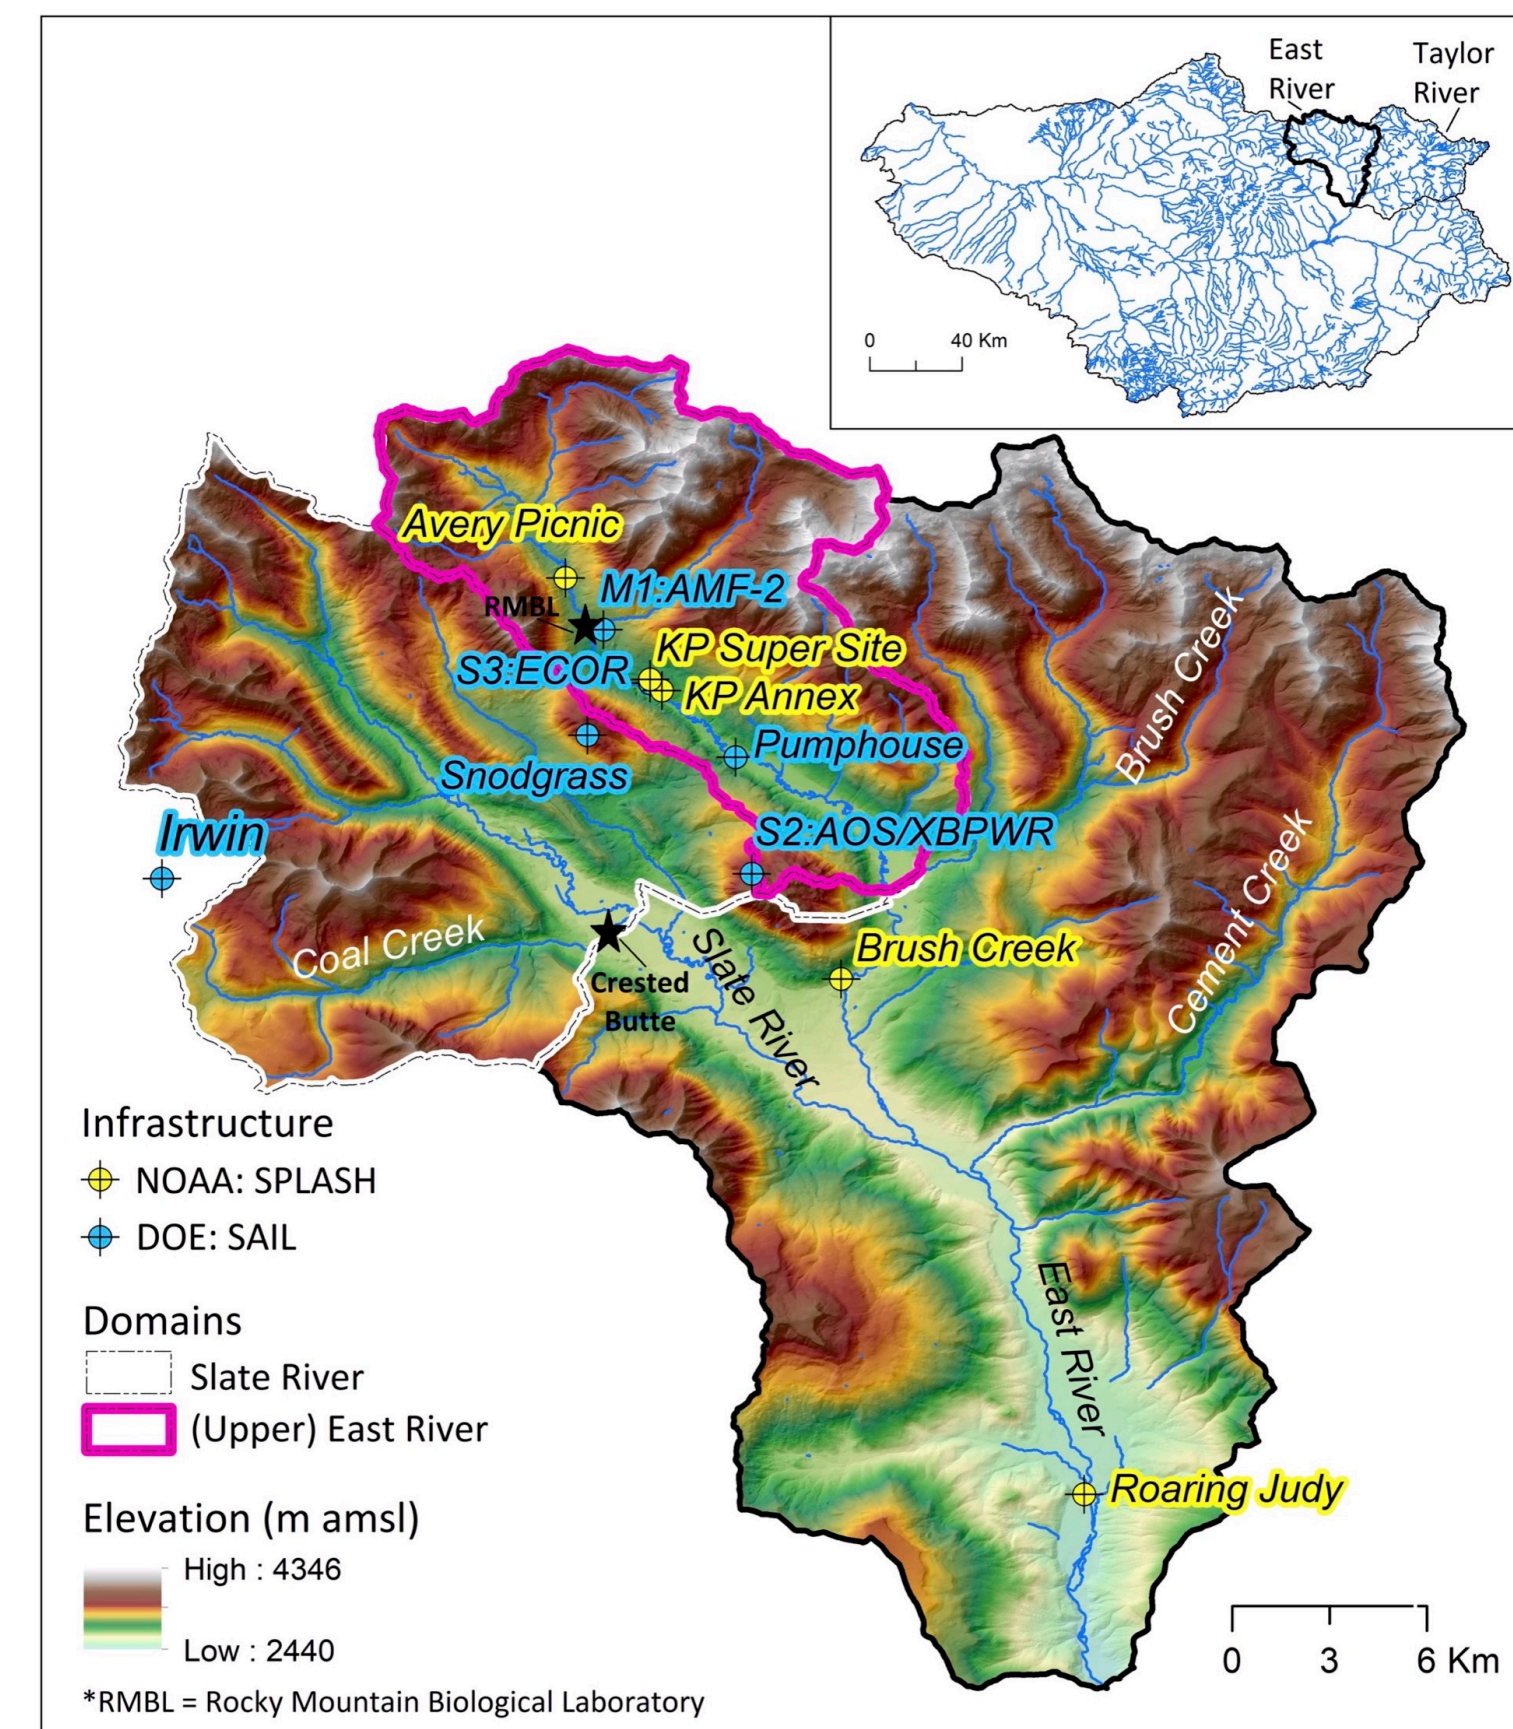 East
River
Taylor
River
0 40 Km
Avery Picnic
M1:AMF-2
RMBL
KP Super Site
S3:ECOR
KP Annex
Brush Creek
Pumphouse
Snodgrass
Irwin
S2:AOS/XBPWR
Cement Creek
Coal Creek
Slate River
Brush Creek
Crested
Butte
Infrastructure
NOAA: SPLASH
DOE: SAIL
Domains
Slate River
(Upper) East River
East River
Roaring Judy
Elevation (m amsl)
High : 4346
Low : 2440
0 3 6 Km
*RMBL = Rocky Mountain Biological Laboratory